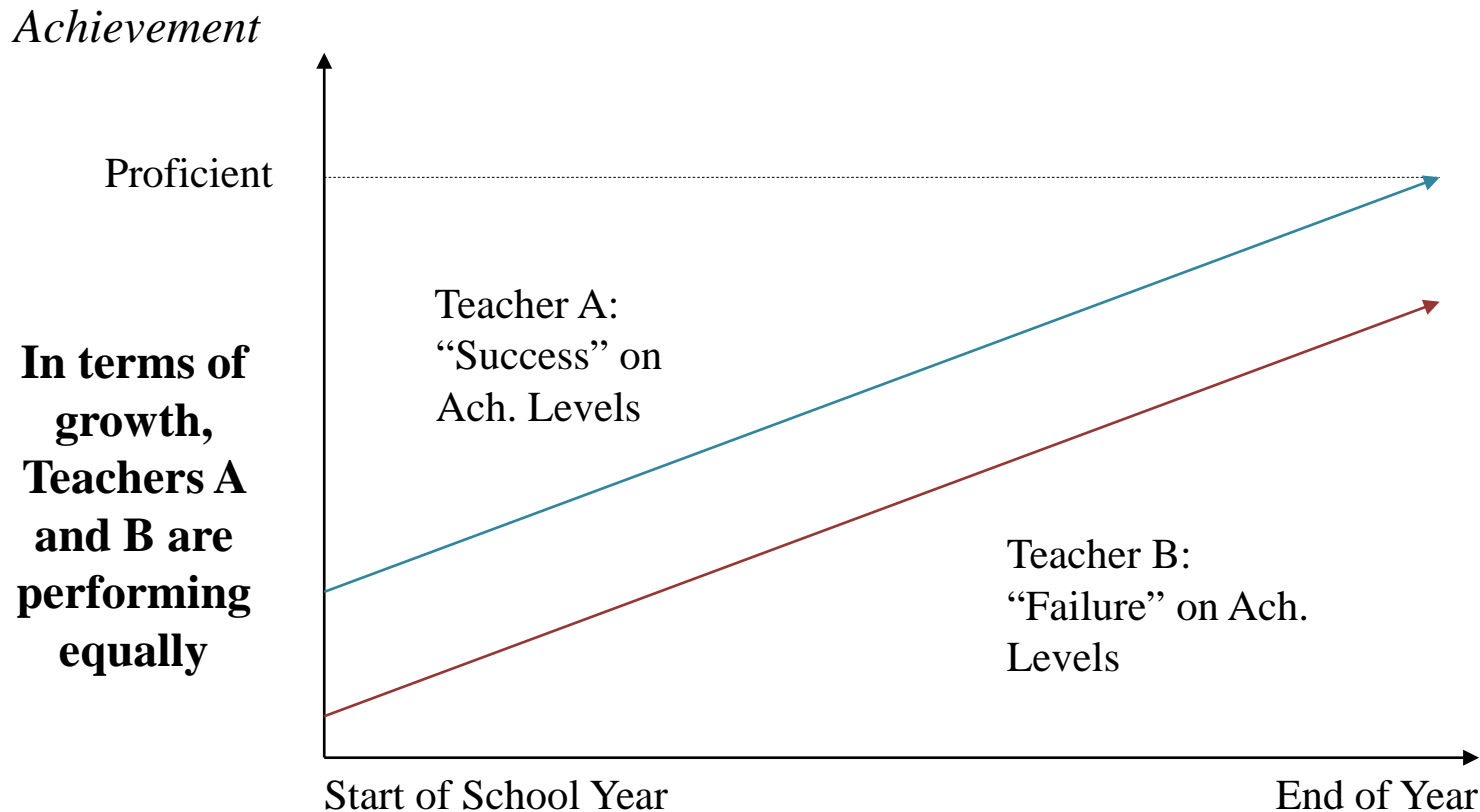 Achievement
Proficient
Teacher A:
“Success” on
Ach. Levels
In terms of
growth,
Teachers A
and B are
performing
equally
Teacher B:
“Failure” on Ach.
Levels
Start of School Year
End of Year